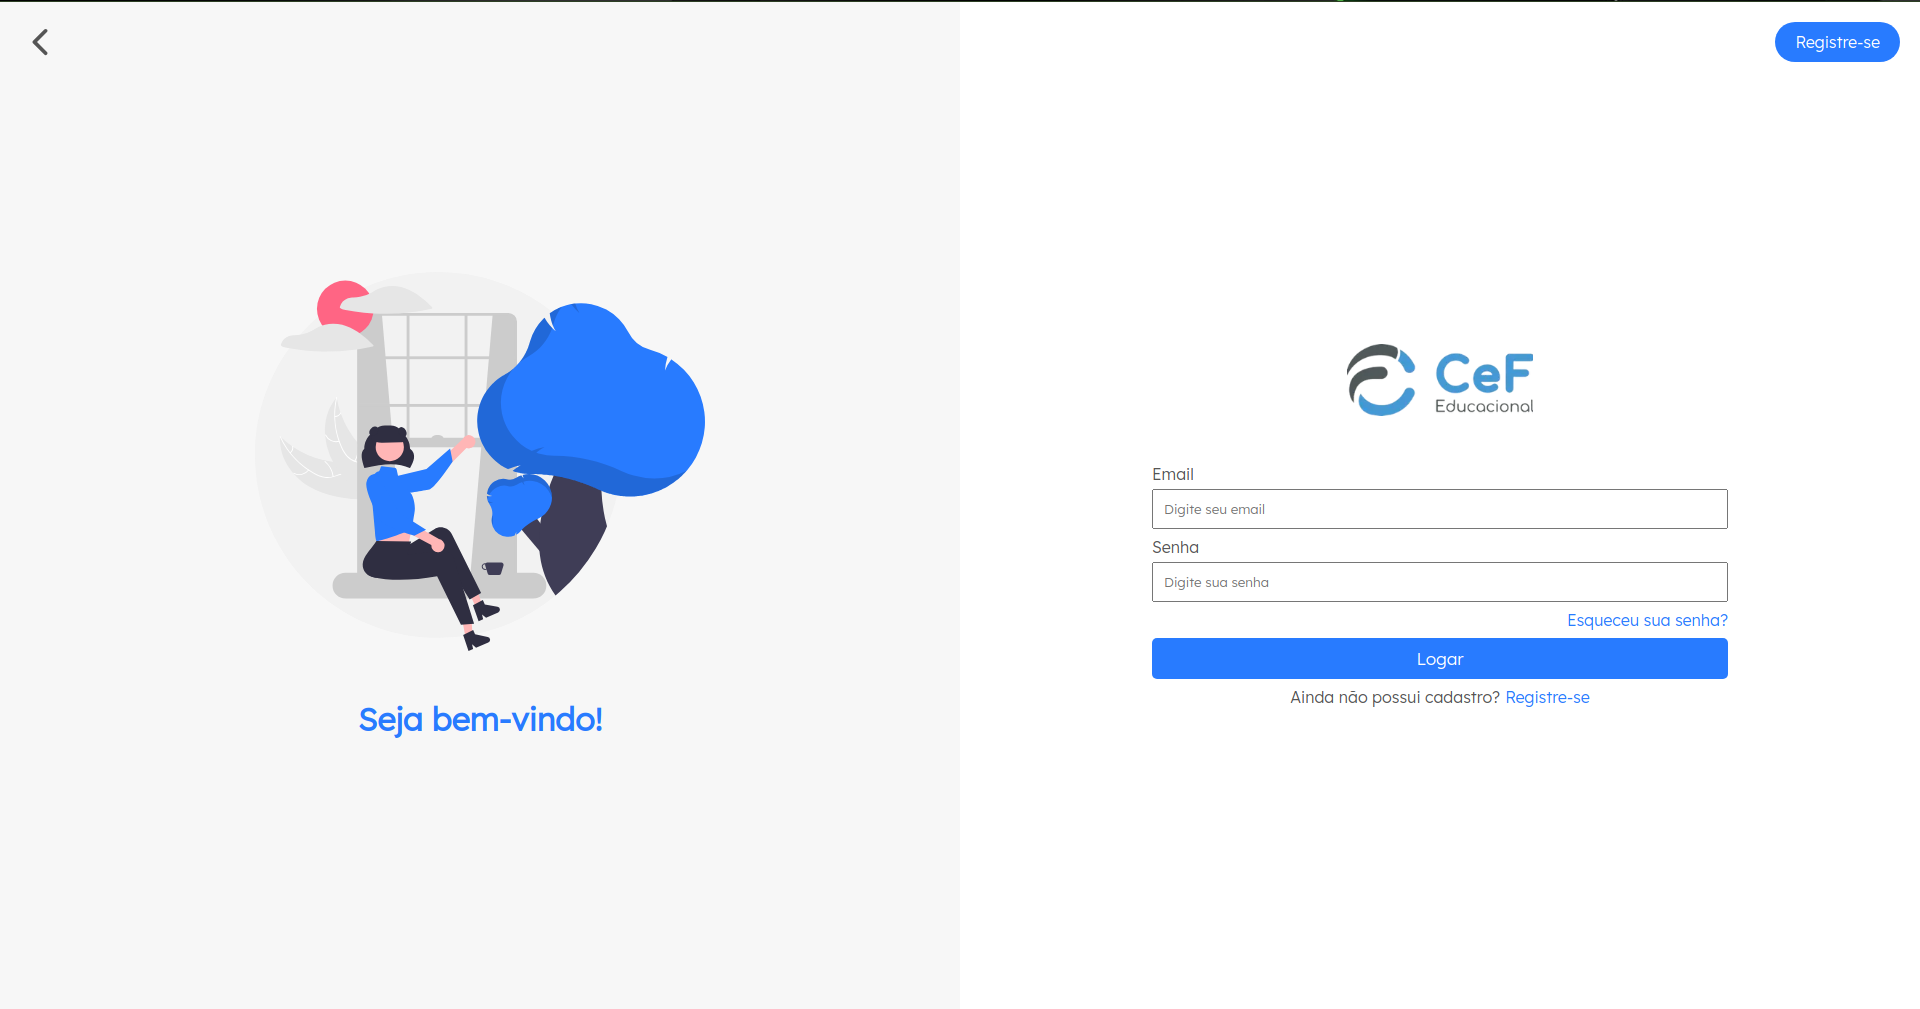 Registre-se
Seja bem-vindo!
CeF
Educacional
Email
Digite seu email
Senha
Digite sua senha
Esqueceu sua senha?
Logar
Ainda não possui cadastro? Registre-se